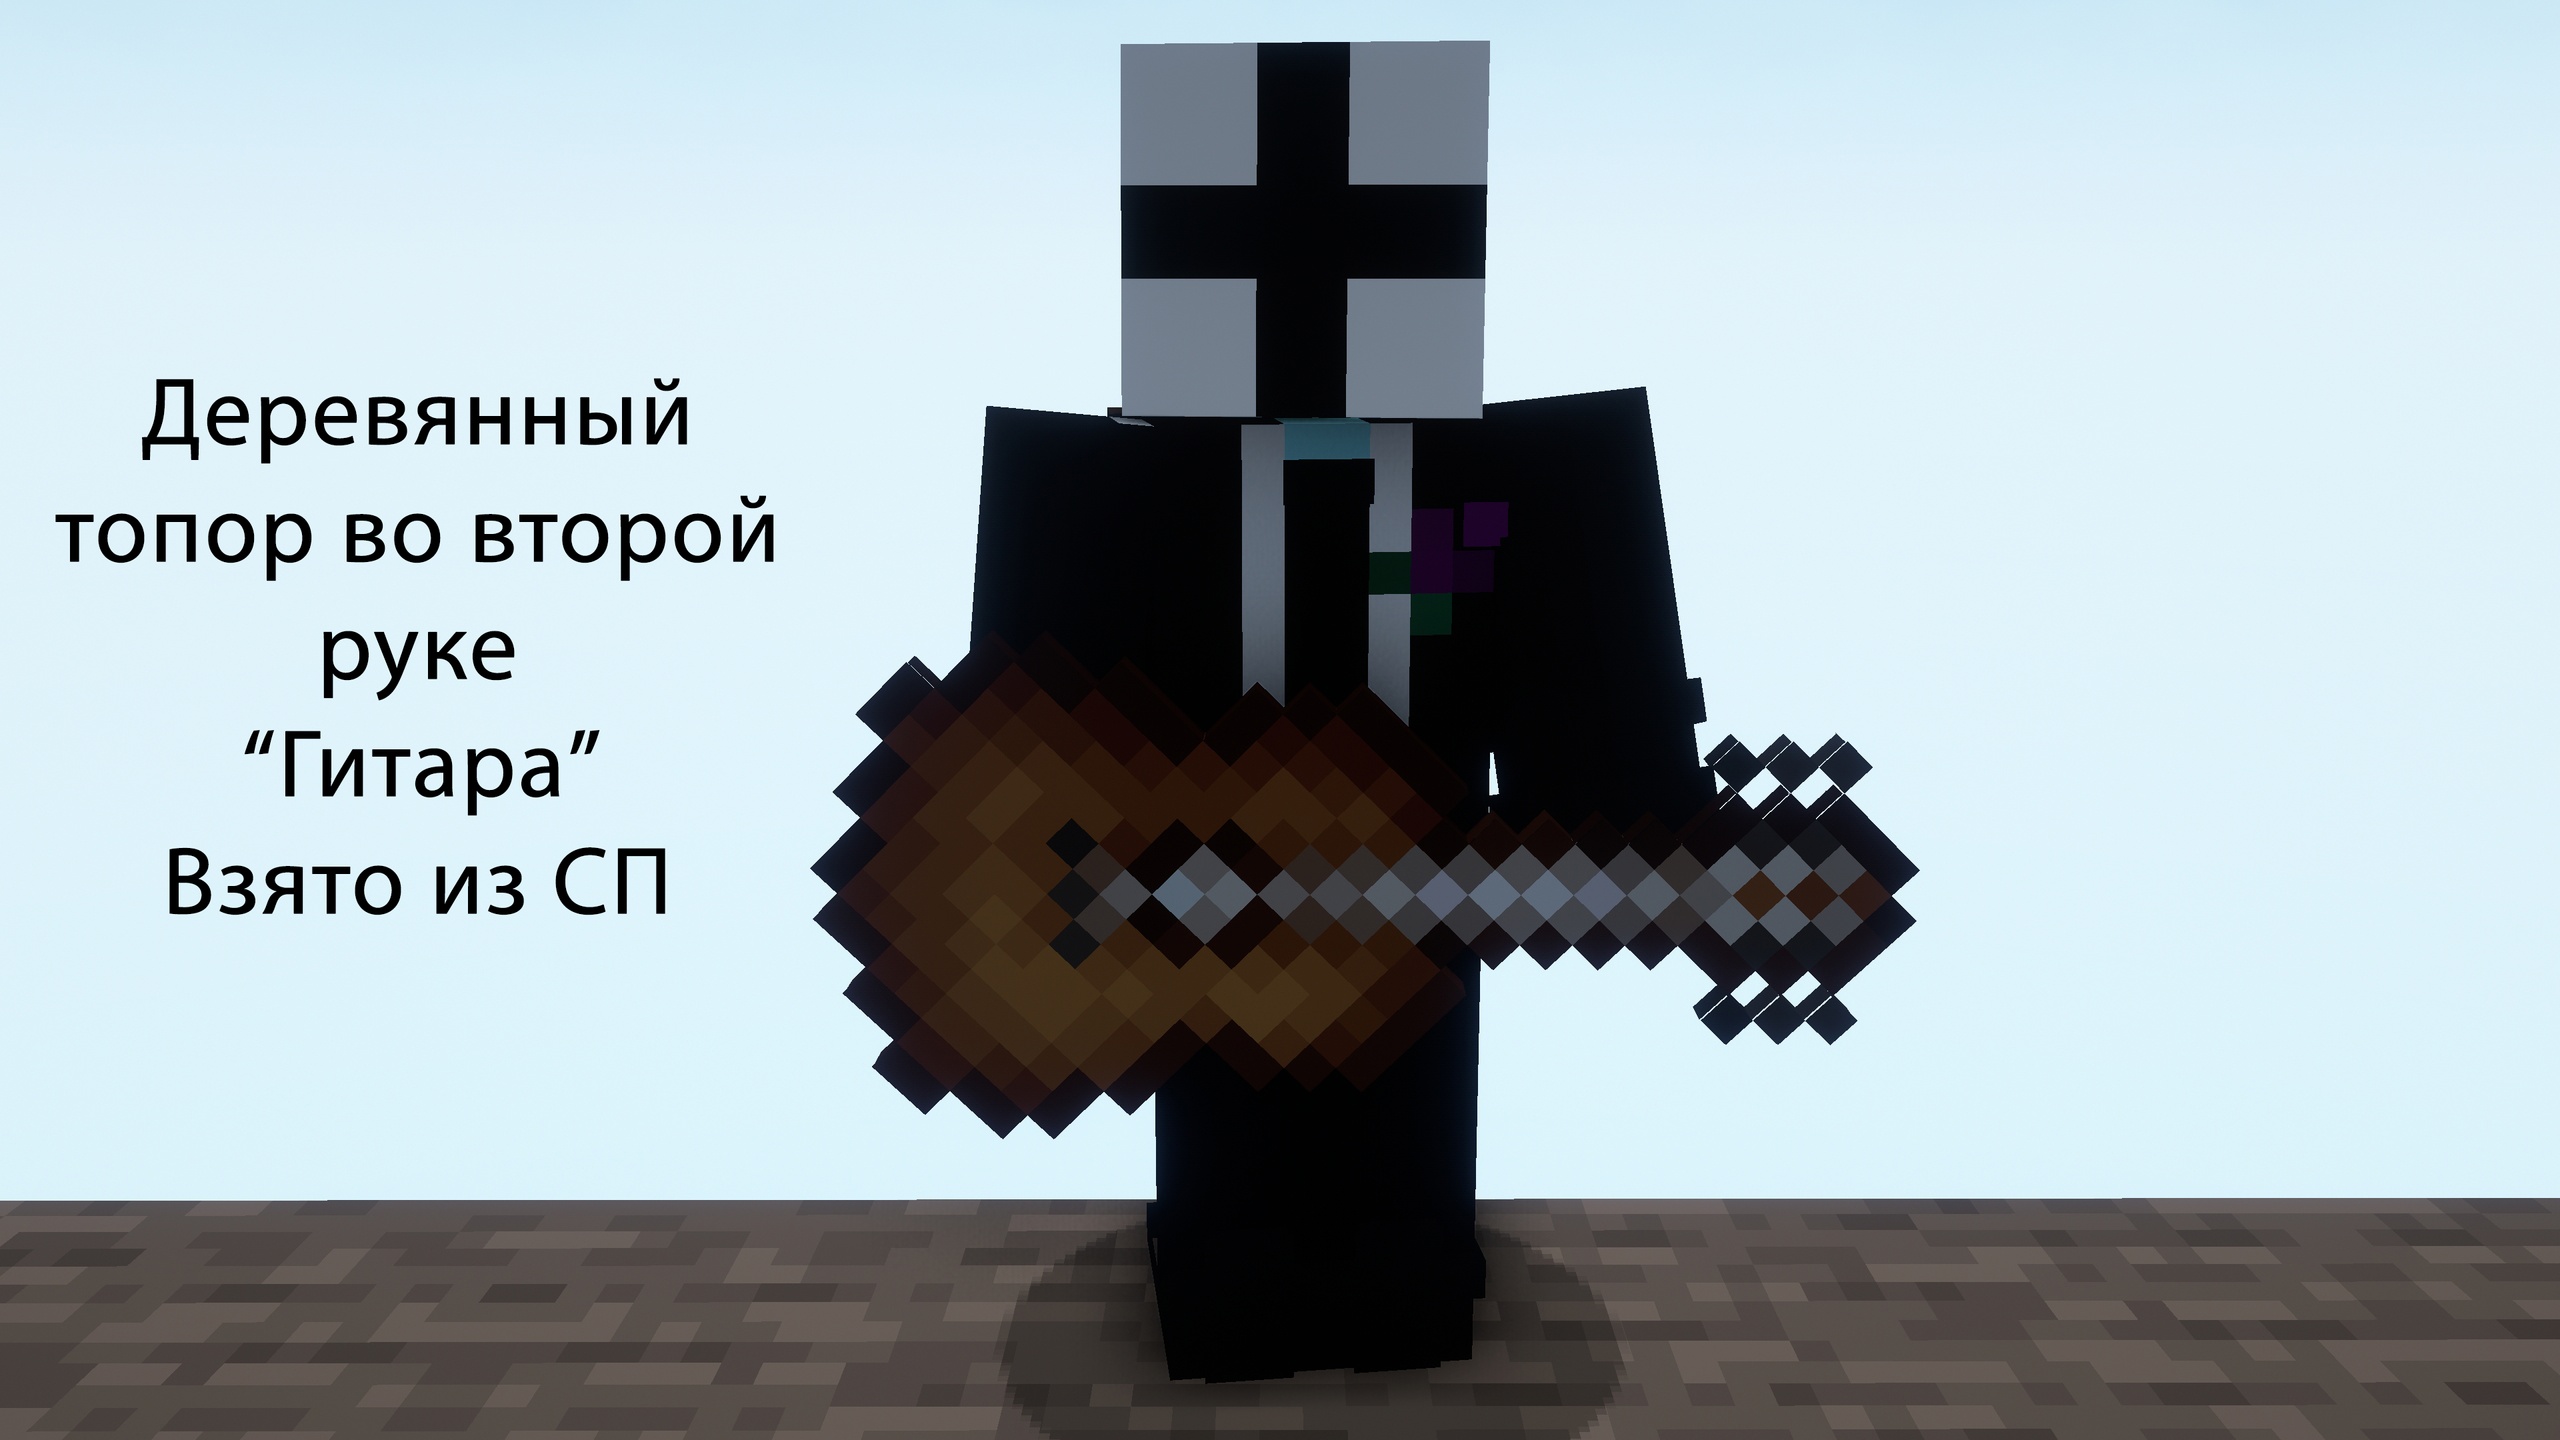 Деревянный
топор во второй
руке
“Гитара”
Взято из СП